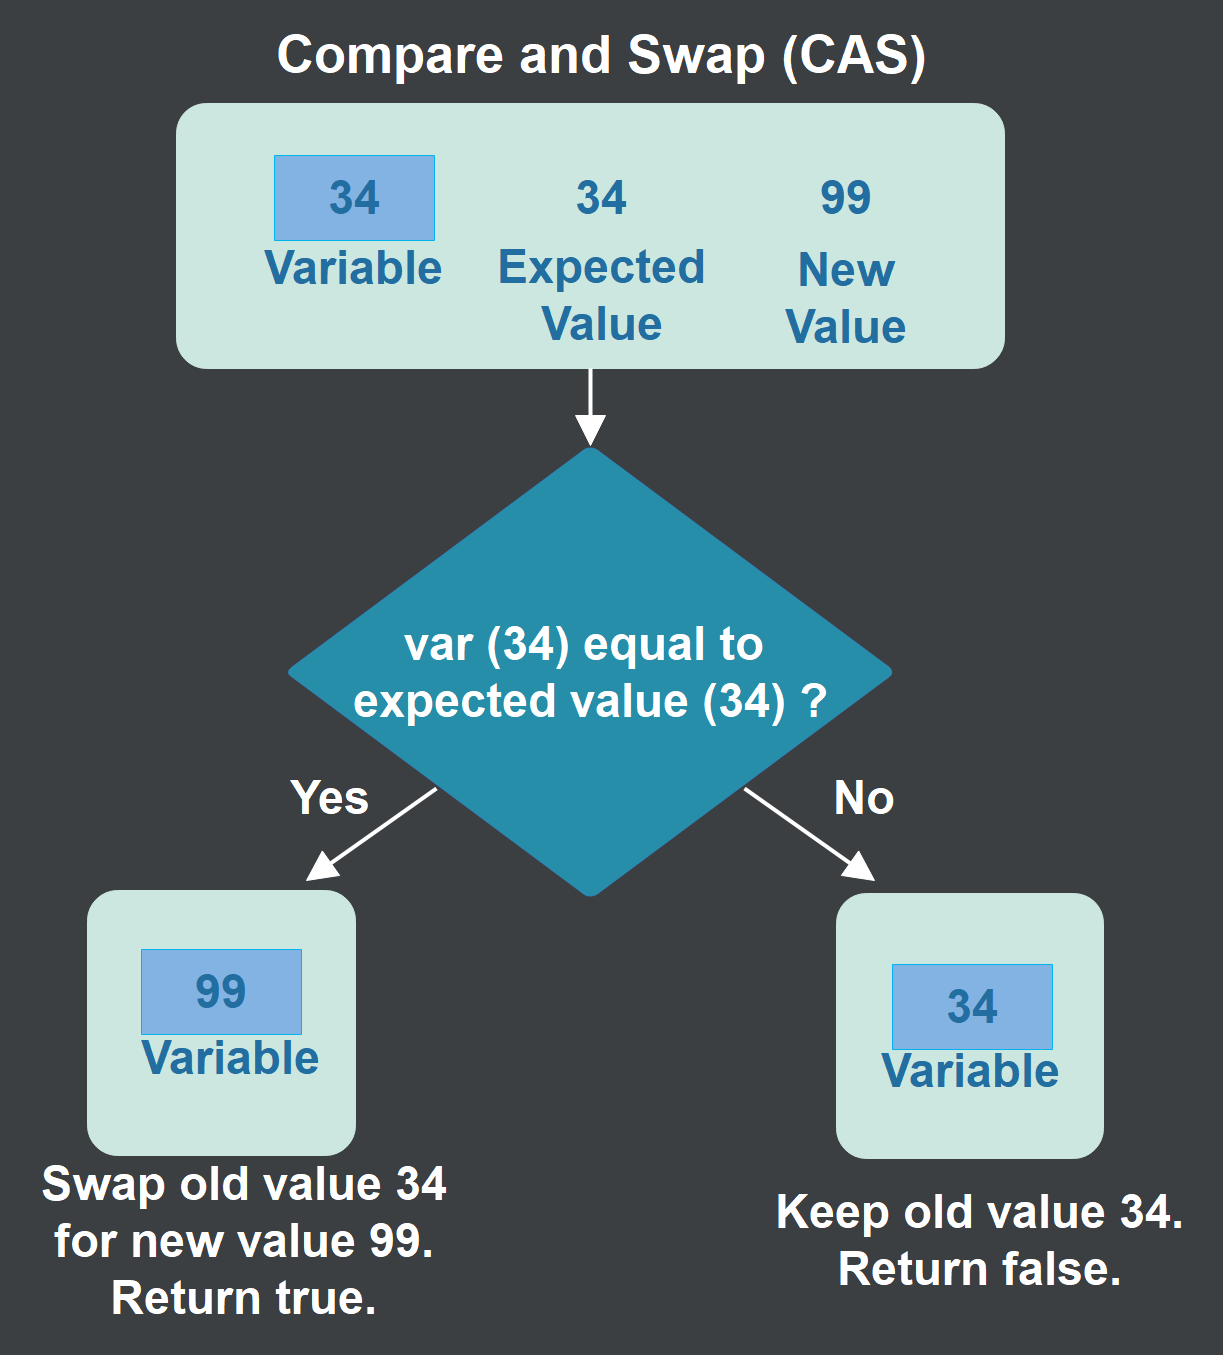 Compare and Swap (CAS)
34
Variable
34
Expected
Value
99
New
Value
var (34) equal to
expected value (34) ?
Yes
No
99
Variable
Swap old value 34
for new value 99.
Return true.
34
Variable
Keep old value 34.
Return false.